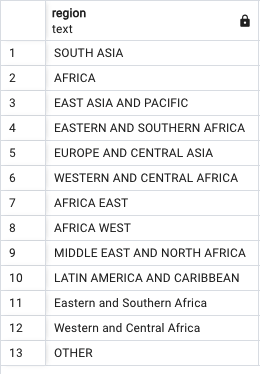 region
text
1 SOUTH ASIA
2 AFRICA
3 EAST ASIA AND PACIFIC
4 EASTERN AND SOUTHERN AFRICA
5 EUROPE AND CENTRAL ASIA
6 WESTERN AND CENTRAL AFRICA
7 AFRICA EAST
8 AFRICA WEST
9 MIDDLE EAST AND NORTH AFRICA
10 LATIN AMERICA AND CARIBBEAN
11 Eastern and Southern Africa
12 Western and Central Africa
13 OTHER